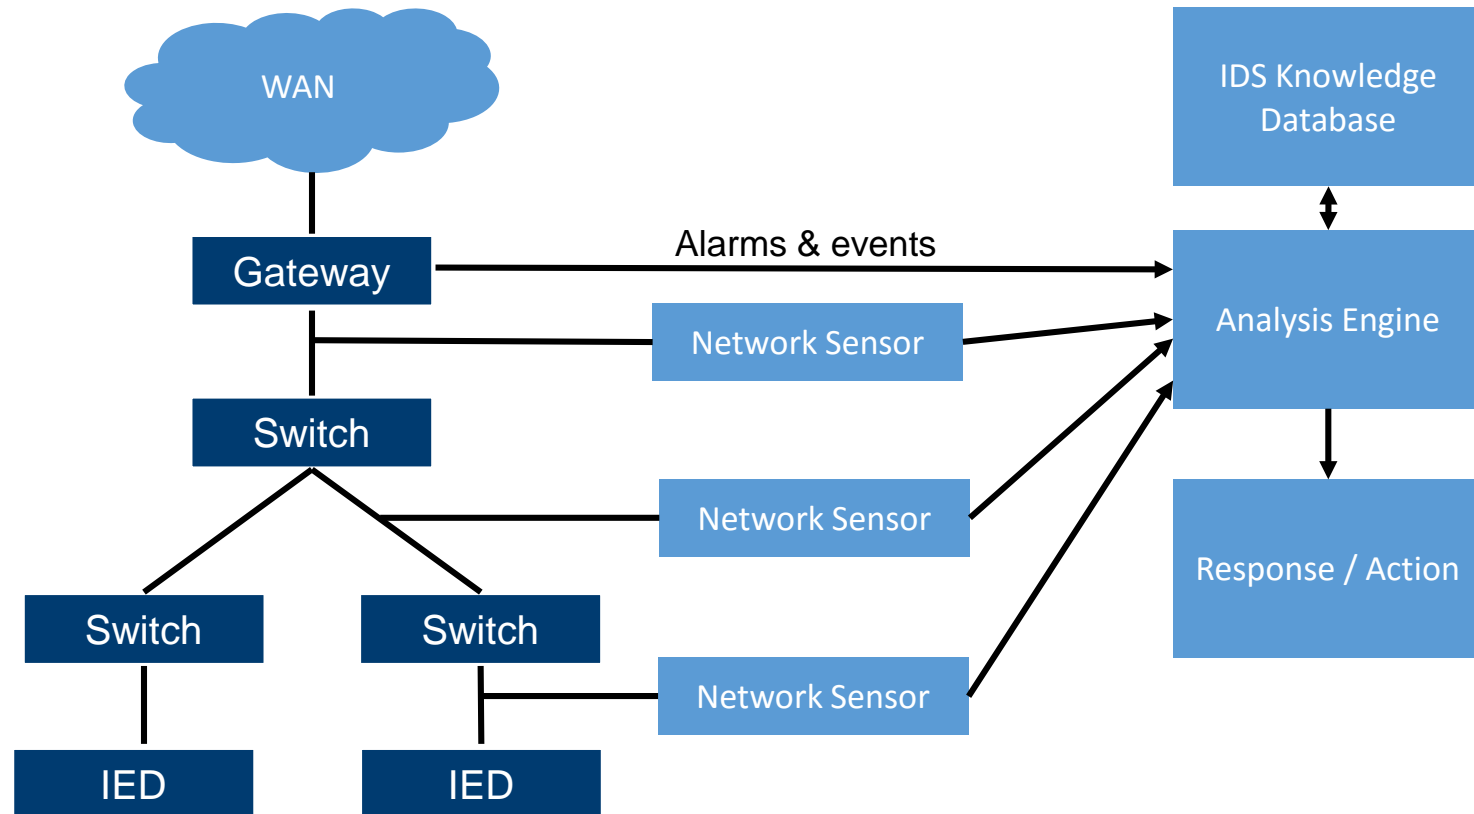 WAN
IDS Knowledge
Database
Alarms & events
Gateway
Network Sensor
Analysis Engine
Switch
Network Sensor
Response / Action
Switch
Switch
Network Sensor
IED
IED